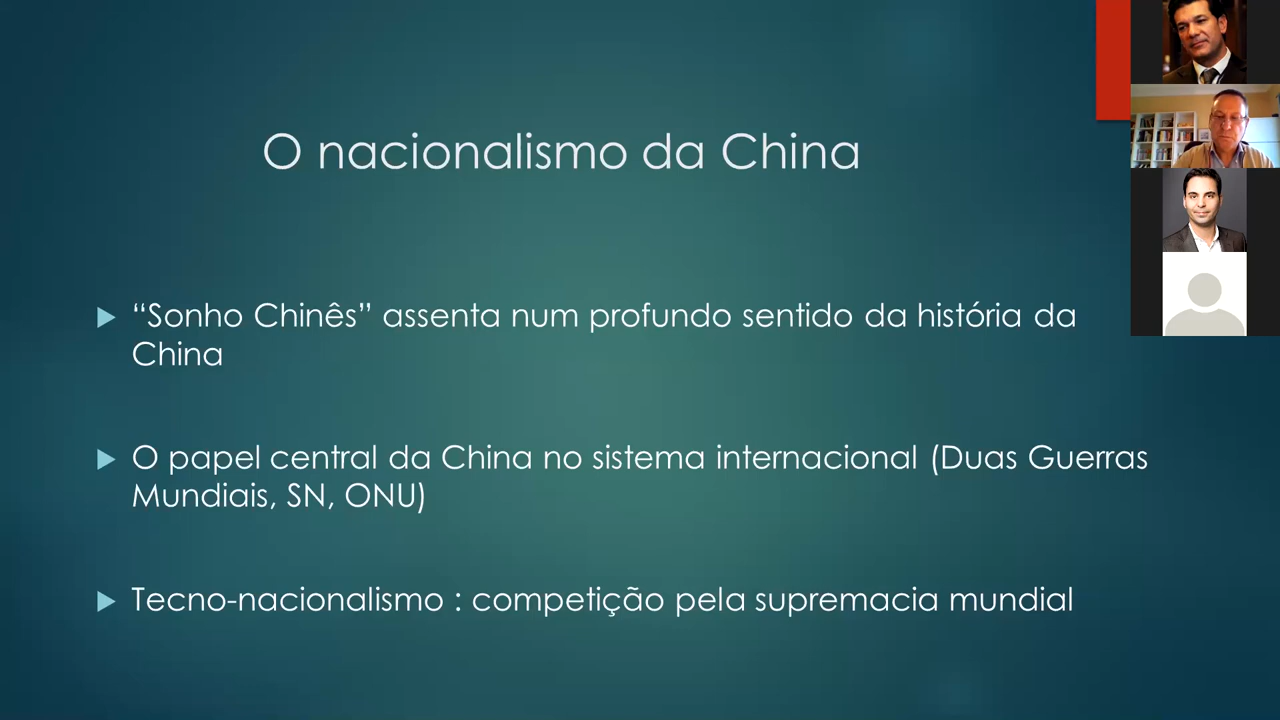 O nacionalismo da China
“Sonho Chinês” assenta num profundo sentido da história da
China
O papel central da China no sistema internacional (Duas Guerras
Mundiais, SN, ONU)
Tecno-nacionalismo : competição pela supremacia mundial